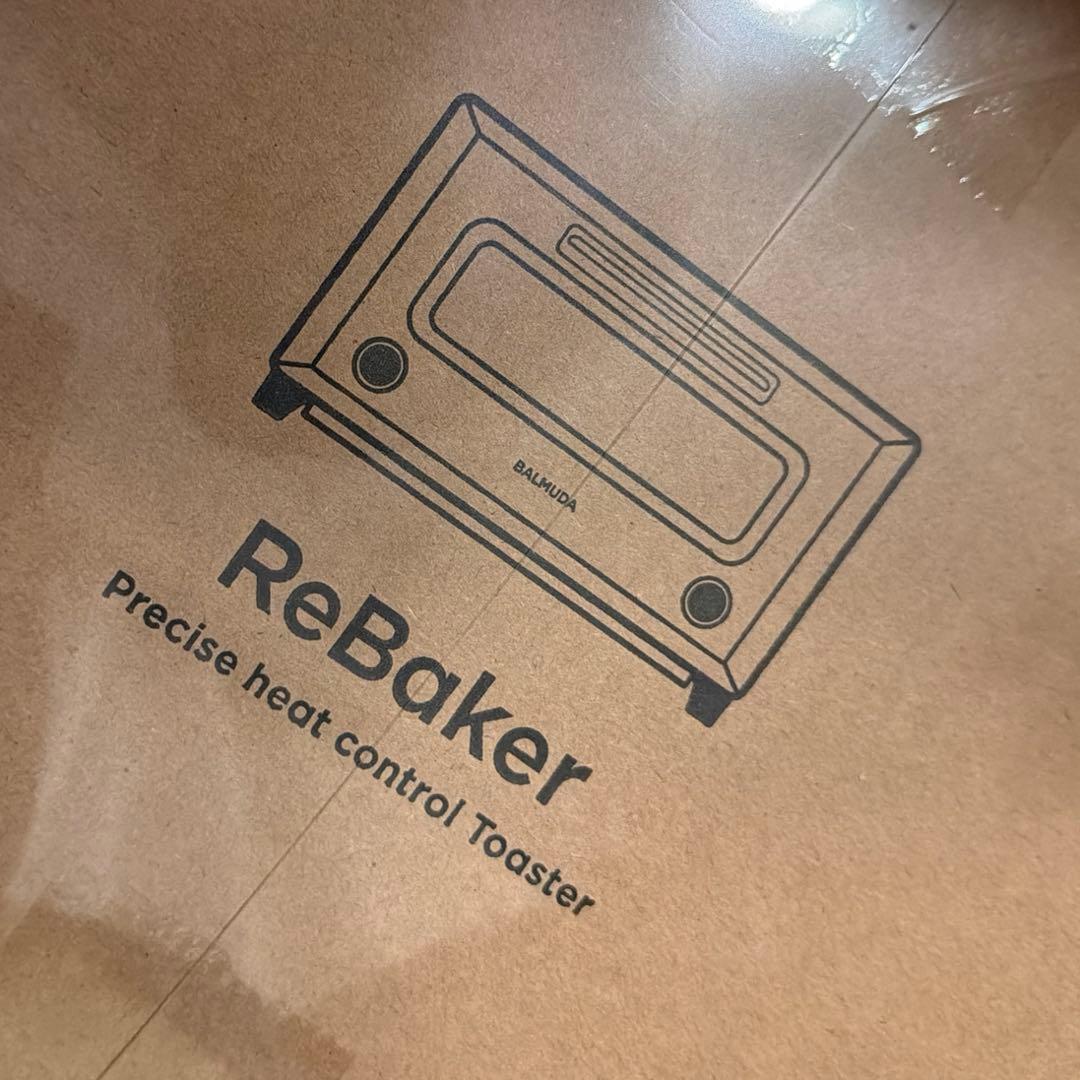 BALMUDA
ReBaker
Precise heat control Toaster